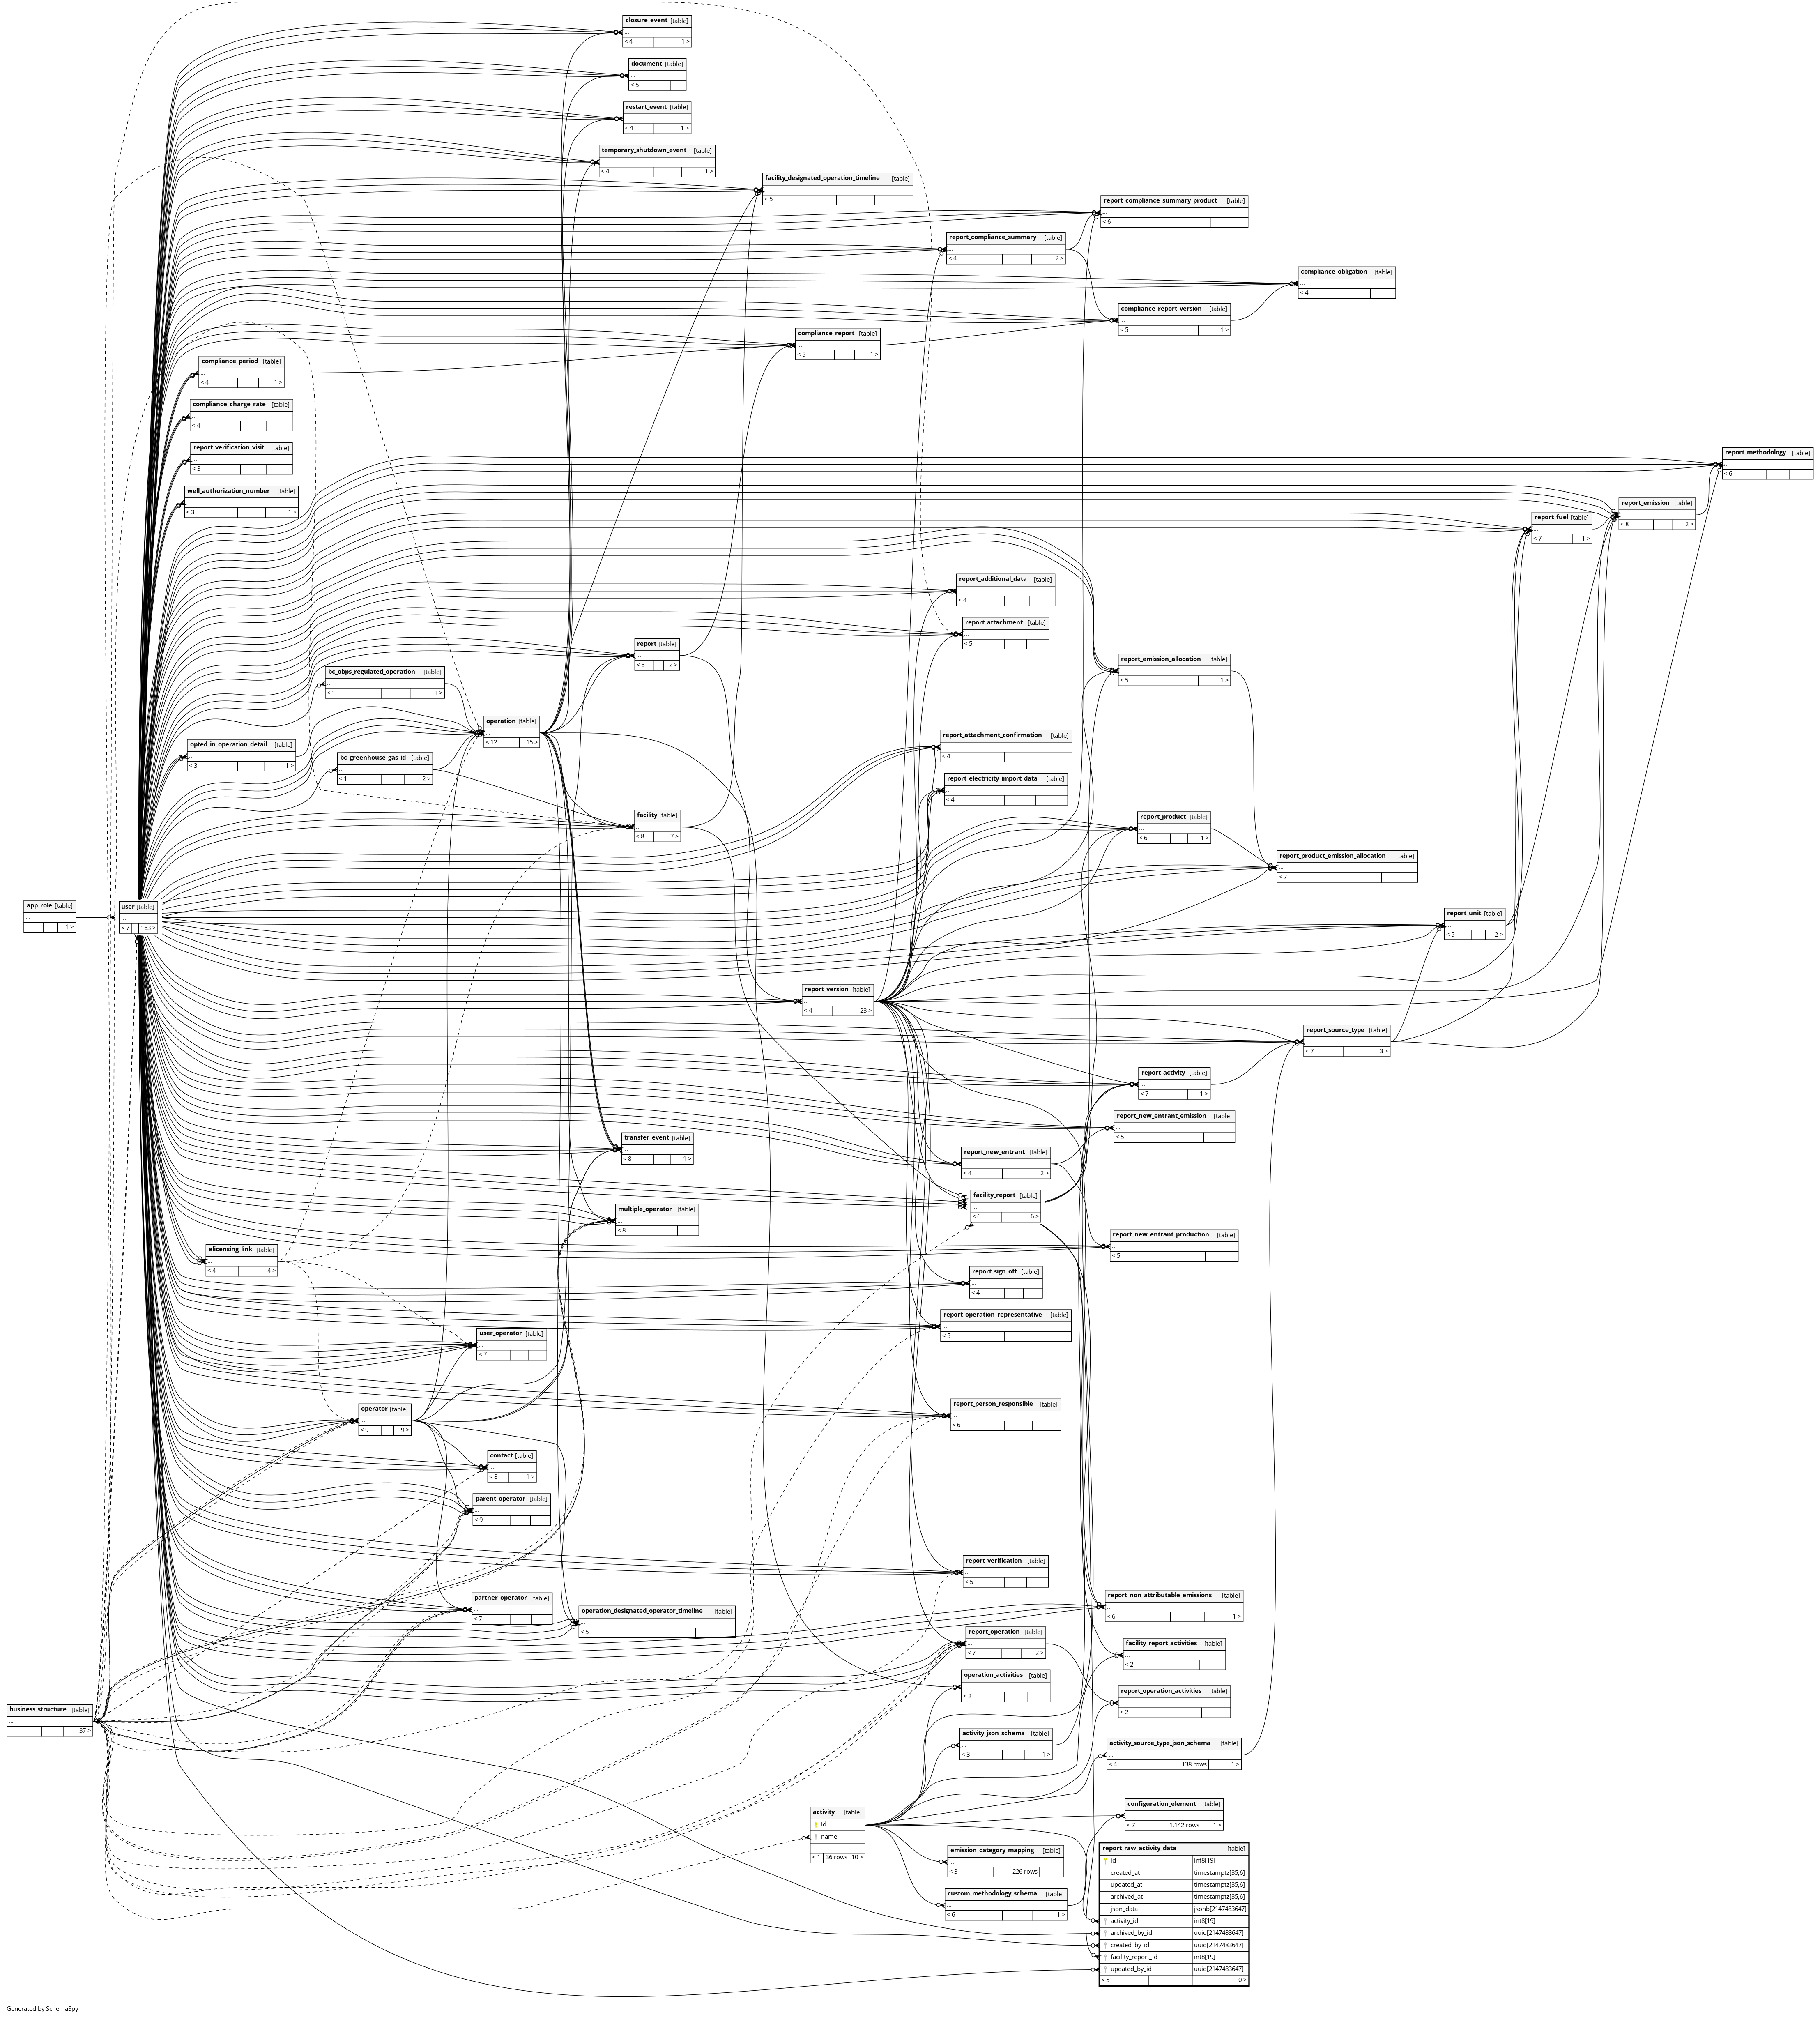 closure_event [table]
...
< 4 1 >
document [table]
...
< 5
restart_event [table]
...
< 4 1 >
temporary_shutdown_event [table]
...
< 4 1 >
facility_designated_operation_timeline [table]
...
< 5
report_compliance_summary_product [table]
...
< 6
report_compliance_summary [table]
...
< 4 2 >
compliance_obligation [table]
...
< 4
compliance_report_version [table]
...
< 5 1 >
compliance_report [table]
...
< 5 1 >
compliance_period [table]
...
< 4 1 >
compliance_charge_rate [table]
...
< 4
report_verification_visit [table]
...
< 3
well_authorization_number [table]
...
< 3 1 >
report_methodology [table]
...
< 6
report_emission [table]
...
< 8 2 >
report_fuel [table]
...
< 7 1 >
report_additional_data [table]
...
< 4
report_attachment [table]
...
< 5
report [table]
...
< 6 2 >
report_emission_allocation [table]
...
< 5 1 >
bc_obps_regulated_operation [table]
...
< 1 1 >
operation [table]
...
< 12 15 >
opted_in_operation_detail [table]
...
< 3 1 >
bc_greenhouse_gas_id [table]
...
< 1 2 >
report_attachment_confirmation [table]
...
< 4
report_electricity_import_data [table]
...
< 4
facility [table]
...
< 8 7 >
report_product [table]
...
< 6 1 >
report_product_emission_allocation [table]
...
< 7
app_role [table]
...
1 >
user [table]
...
< 7 163 >
report_unit [table]
...
< 5 2 >
report_version [table]
...
< 4 23 >
report_source_type [table]
...
< 7 3 >
report_activity [table]
...
< 7 1 >
report_new_entrant_emission [table]
...
< 5
transfer_event [table]
...
< 8 1 >
report_new_entrant [table]
...
< 4 2 >
facility_report [table]
...
< 6 6 >
multiple_operator [table]
...
< 8
report_new_entrant_production [table]
...
< 5
elicensing_link [table]
...
< 4 4 >
report_sign_off [table]
...
< 4
report_operation_representative [table]
...
< 5
user_operator [table]
...
< 7
report_person_responsible [table]
...
< 6
operator [table]
...
< 9 9 >
contact [table]
...
< 8 1 >
parent_operator [table]
...
< 9
report_verification [table]
...
< 5
partner_operator [table]
...
< 7
operation_designated_operator_timeline [table]
...
< 5
report_non_attributable_emissions [table]
...
< 6 1 >
report_operation [table]
...
< 7 2 >
facility_report_activities [table]
...
< 2
operation_activities [table]
...
< 2
report_operation_activities [table]
...
< 2
business_structure [table]
...
37 >
activity_json_schema [table]
...
< 3 1 >
activity_source_type_json_schema [table]
...
< 4 138 rows 1 >
configuration_element [table]
...
< 7 1,142 rows 1 >
activity [table]
id
name
...
< 1 36 rows 10 >
emission_category_mapping [table]
...
< 3 226 rows
custom_methodology_schema [table]
...
< 6 1 >
report_raw_activity_data [table]
id int8[19]
created_at timestamptz[35,6]
updated_at timestamptz[35,6]
archived_at timestamptz[35,6]
json_data jsonb[2147483647]
activity_id int8[19]
archived_by_id uuid[2147483647]
created_by_id uuid[2147483647]
facility_report_id int8[19]
updated_by_id uuid[2147483647]
< 5 0 >
Generated by SchemaSpy